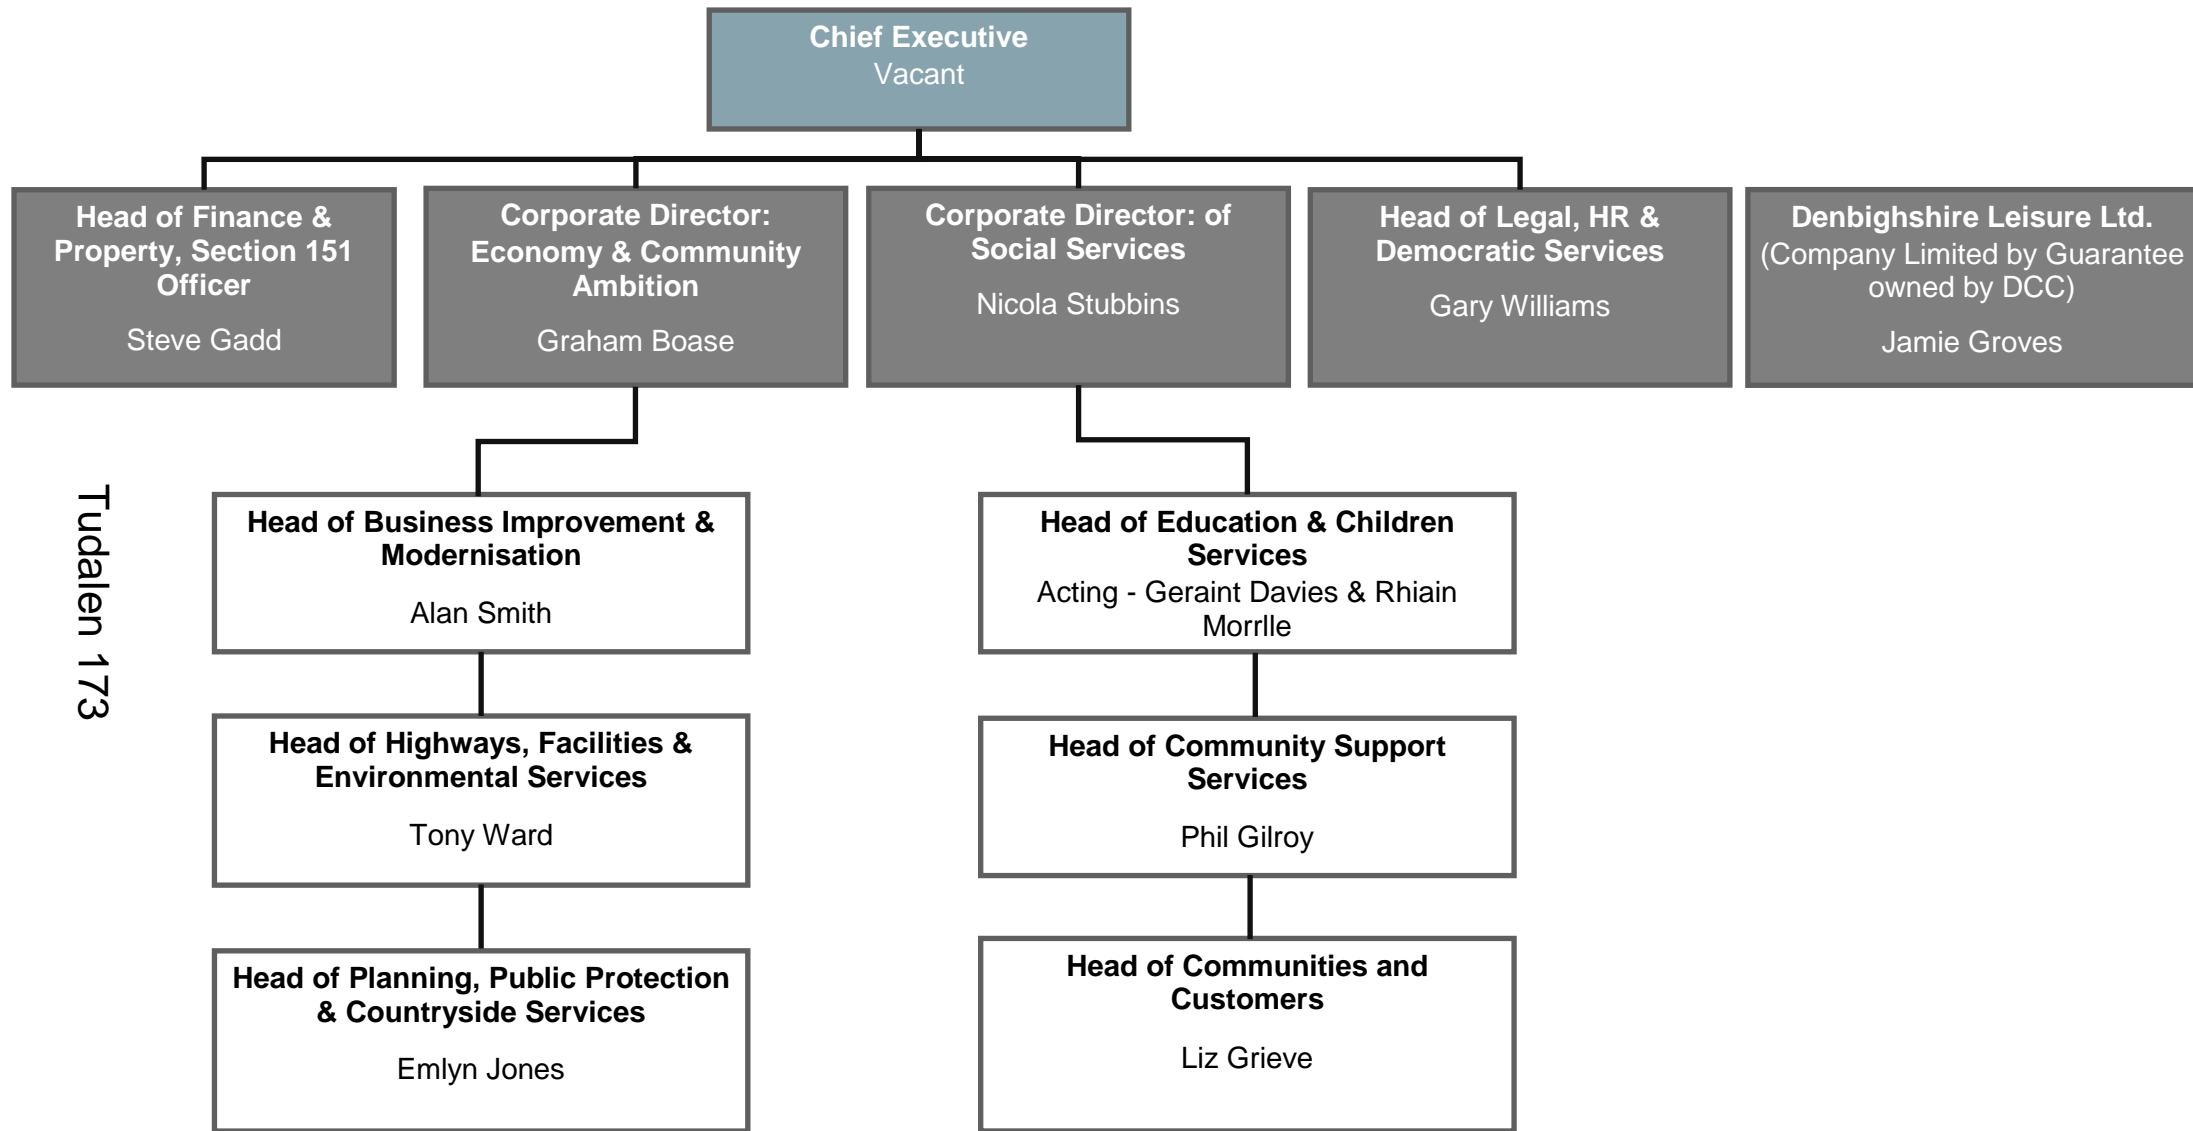 Chief Executive
Vacant
Head of Finance &
Property, Section 151
Officer
Steve Gadd
Corporate Director:
Economy & Community
Ambition
Graham Boase
Corporate Director: of
Social Services
Nicola Stubbins
Head of Legal, HR &
Democratic Services
Gary Williams
Denbighshire Leisure Ltd.
(Company Limited by Guarantee
owned by DCC)
Jamie Groves
Tudalen 173
Head of Business Improvement &
Modernisation
Alan Smith
Head of Highways, Facilities &
Environmental Services
Tony Ward
Head of Planning, Public Protection
& Countryside Services
Emlyn Jones
Head of Education & Children
Services
Acting - Geraint Davies & Rhiain
Morrlle
Head of Community Support
Services
Phil Gilroy
Head of Communities and
Customers
Liz Grieve